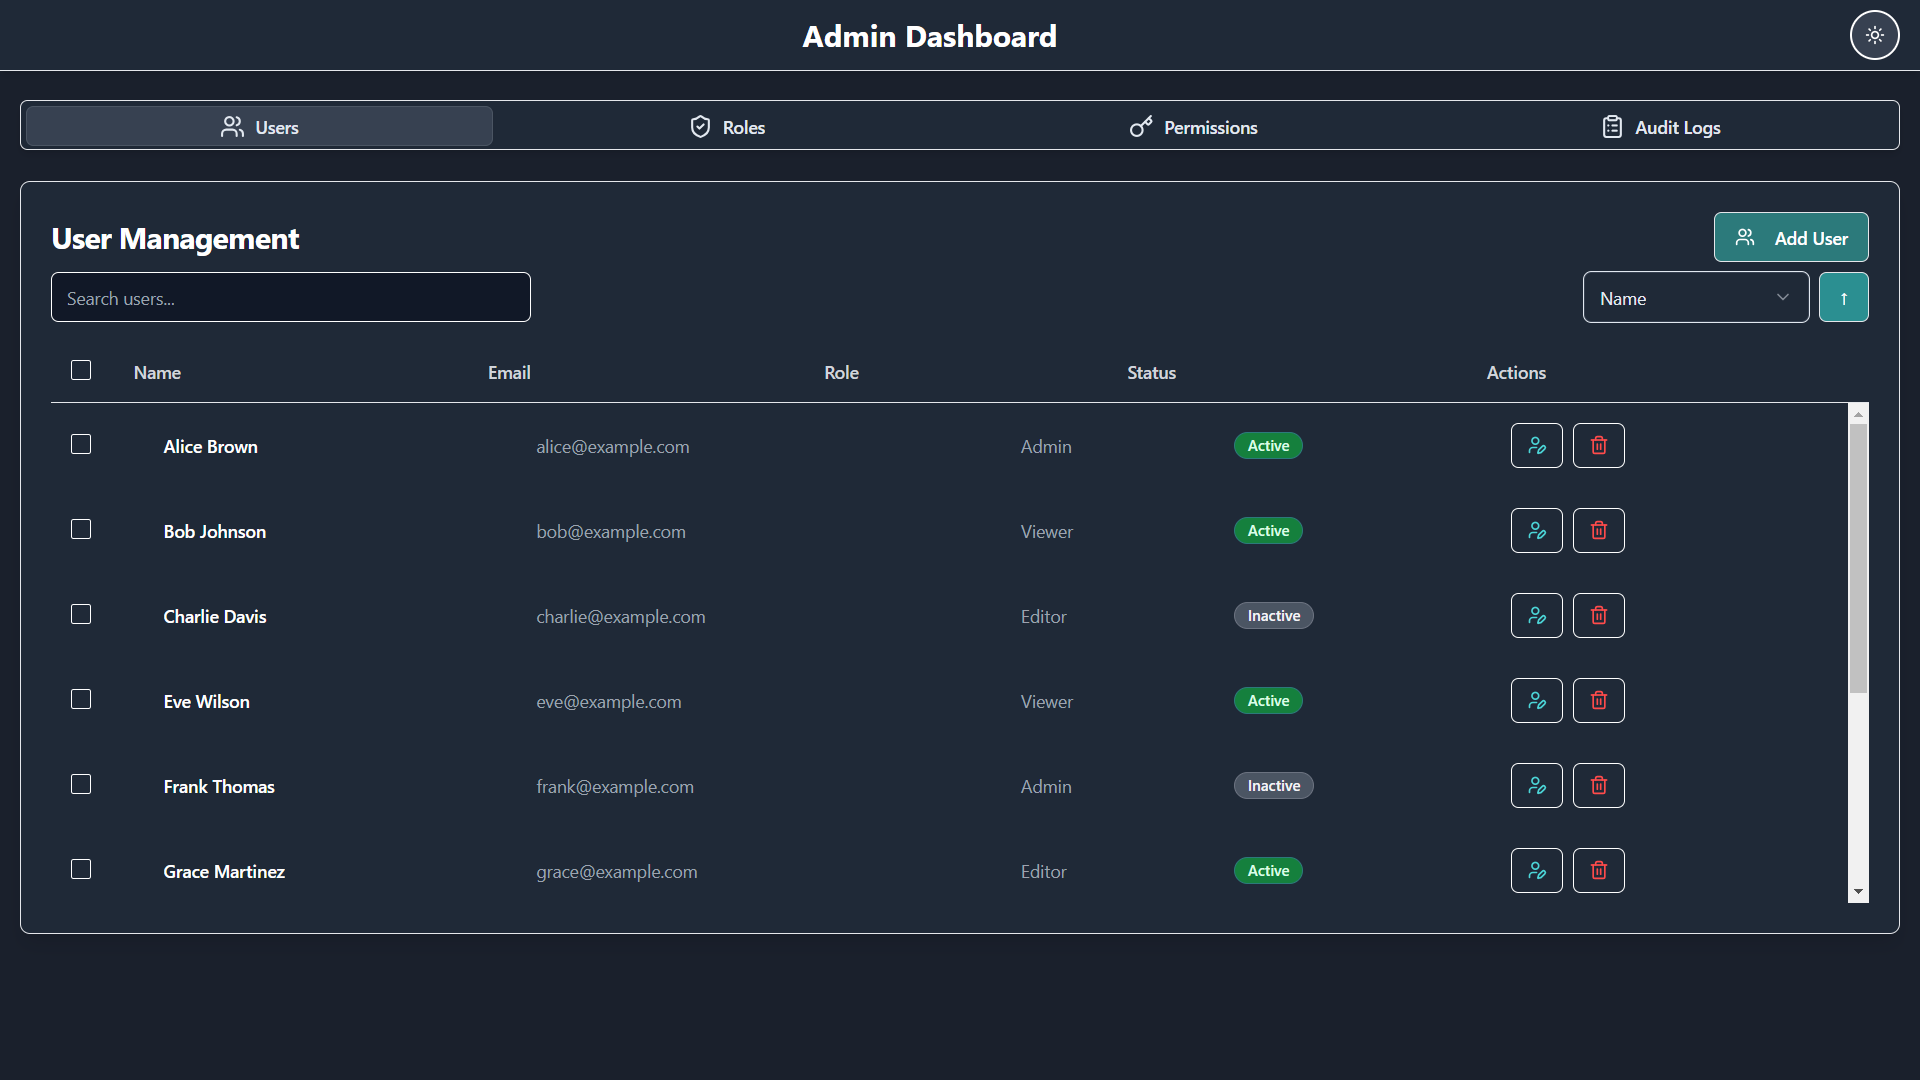 Admin Dashboard
Users Roles Permissions Audit Logs
User Management
Add User
Search users...
Name ↑
Name Email Role Status Actions
Alice Brown alice@example.com Admin Active
Bob Johnson bob@example.com Viewer Active
Charlie Davis charlie@example.com Editor Inactive
Eve Wilson eve@example.com Viewer Active
Frank Thomas frank@example.com Admin Inactive
Grace Martinez grace@example.com Editor Active